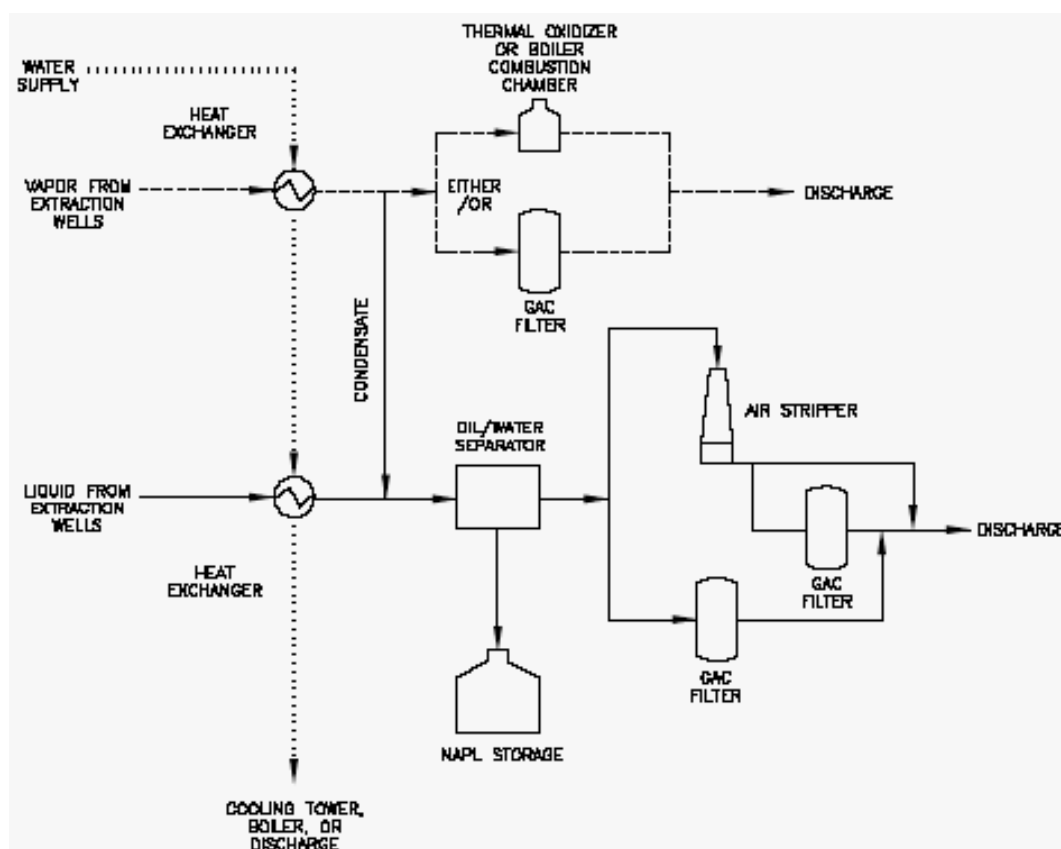 THERMAL OXIDIZER
OR BOILER
COMBUSTION
CHAMBER
WATER
SUPPLY
HEAT
EXCHANGER
VAPOR FROM
EXTRACTION
WELLS
EITHER
/OR
DISCHARGE
GAC
FILTER
CONDENSATE
AIR STRIPPER
OIL/WATER
SEPARATOR
LIQUID FROM
EXTRACTION
WELLS
DISCHARGE
HEAT
EXCHANGER
GAC
FILTER
GAC
FILTER
NAPL STORAGE
COOLING TOWER,
BOILER, OR
DISCHARGE